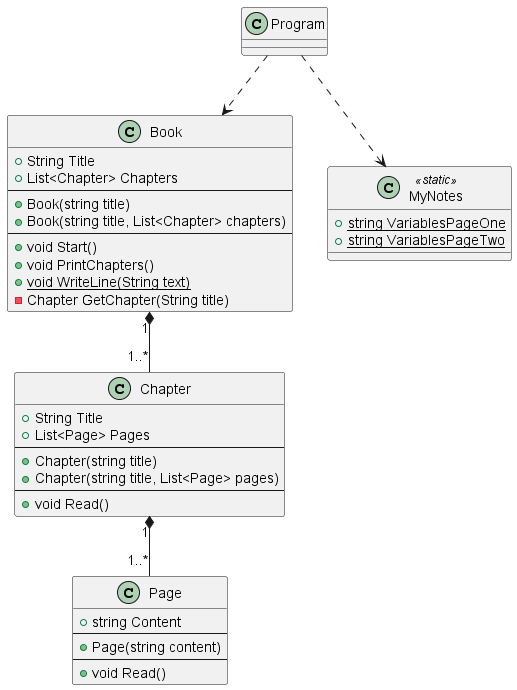 C Program
C Book
String Title
List<Chapter> Chapters
Book(string title)
Book(string title, List<Chapter> chapters)
void Start()
void PrintChapters()
void WriteLine(String text)
Chapter GetChapter(String title)
«static»
C MyNotes
string VariablesPageOne
string VariablesPageTwo
1
1..*
C Chapter
String Title
List<Page> Pages
Chapter(string title)
Chapter(string title, List<Page> pages)
void Read()
1
1..*
C Page
string Content
Page(string content)
void Read()